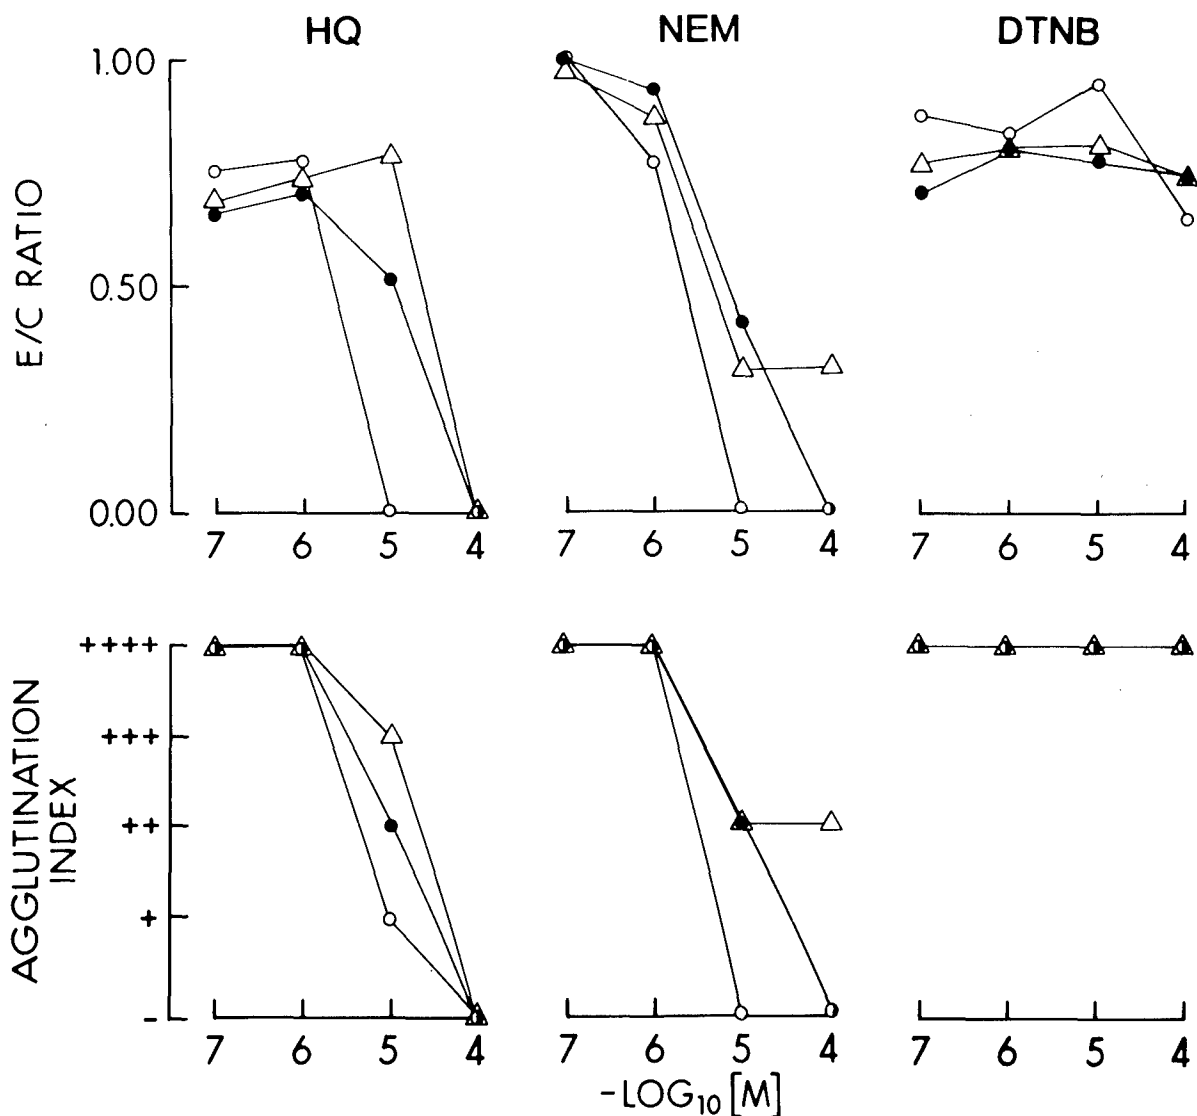 HQ
NEM
DTNB
E/C RATIO
1.00
0.50
0.00
7 6 5 4
7 6 5 4
7 6 5 4
AGGLUTINATION
INDEX
++++
+++
++
+
-
7 6 5 4
7 6 5 4
7 6 5 4
-LOG10 [M]